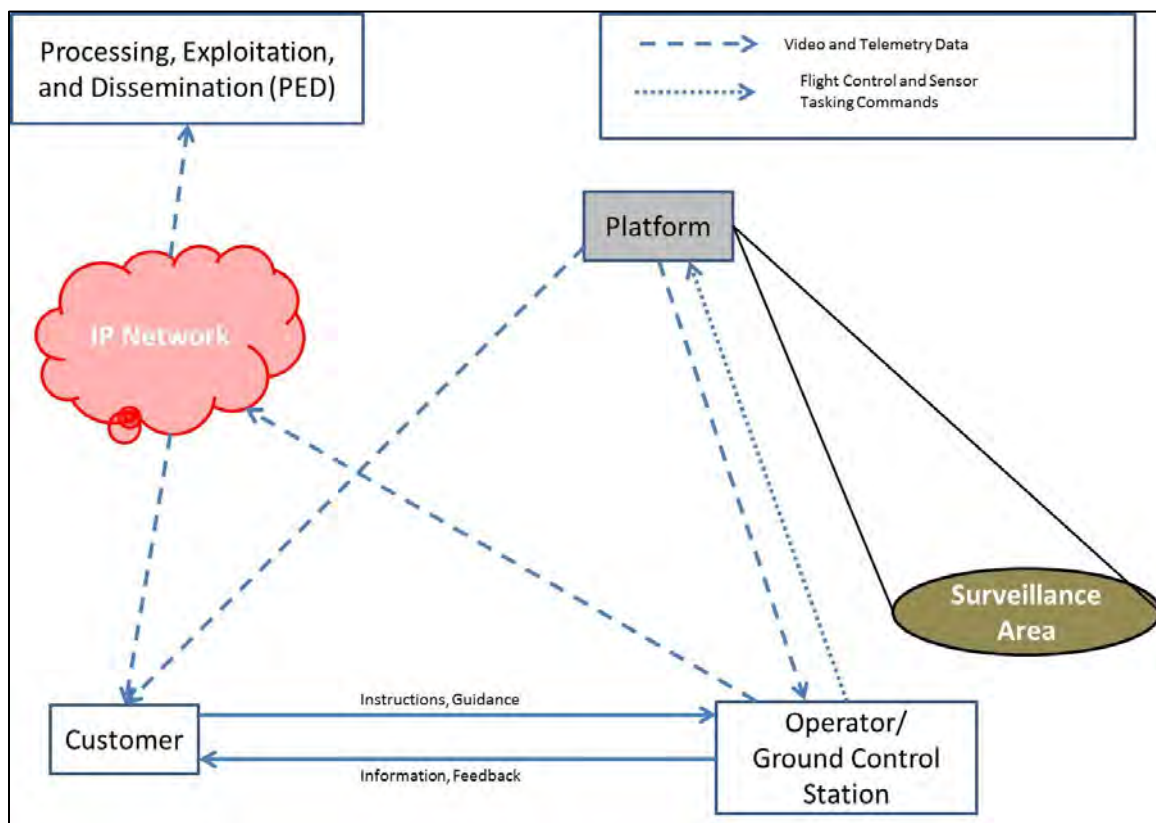 Processing, Exploitation,
and Dissemination (PED)
Video and Telemetry Data
Flight Control and Sensor
Tasking Commands
Platform
IP Network
Surveillance
Area
Instructions, Guidance
Customer
Operator/
Ground Control
Station
Information, Feedback